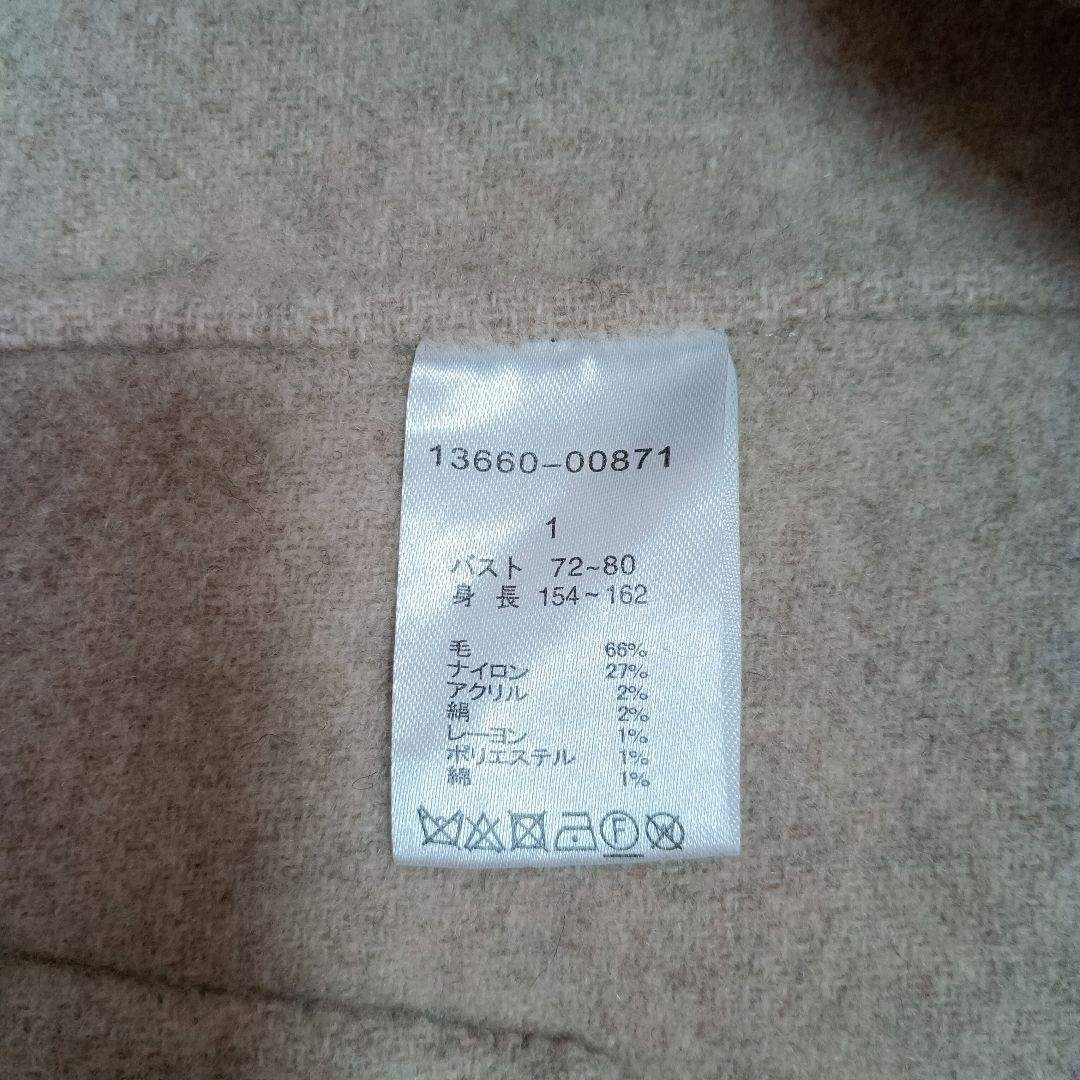 13660-00871
1
バスト 72~80
身長 154~162
毛 66%
ナイロン 27%
アクリル 2%
絹 2%
レーヨン 1%
ポリエステル 1%
綿 1%
F W